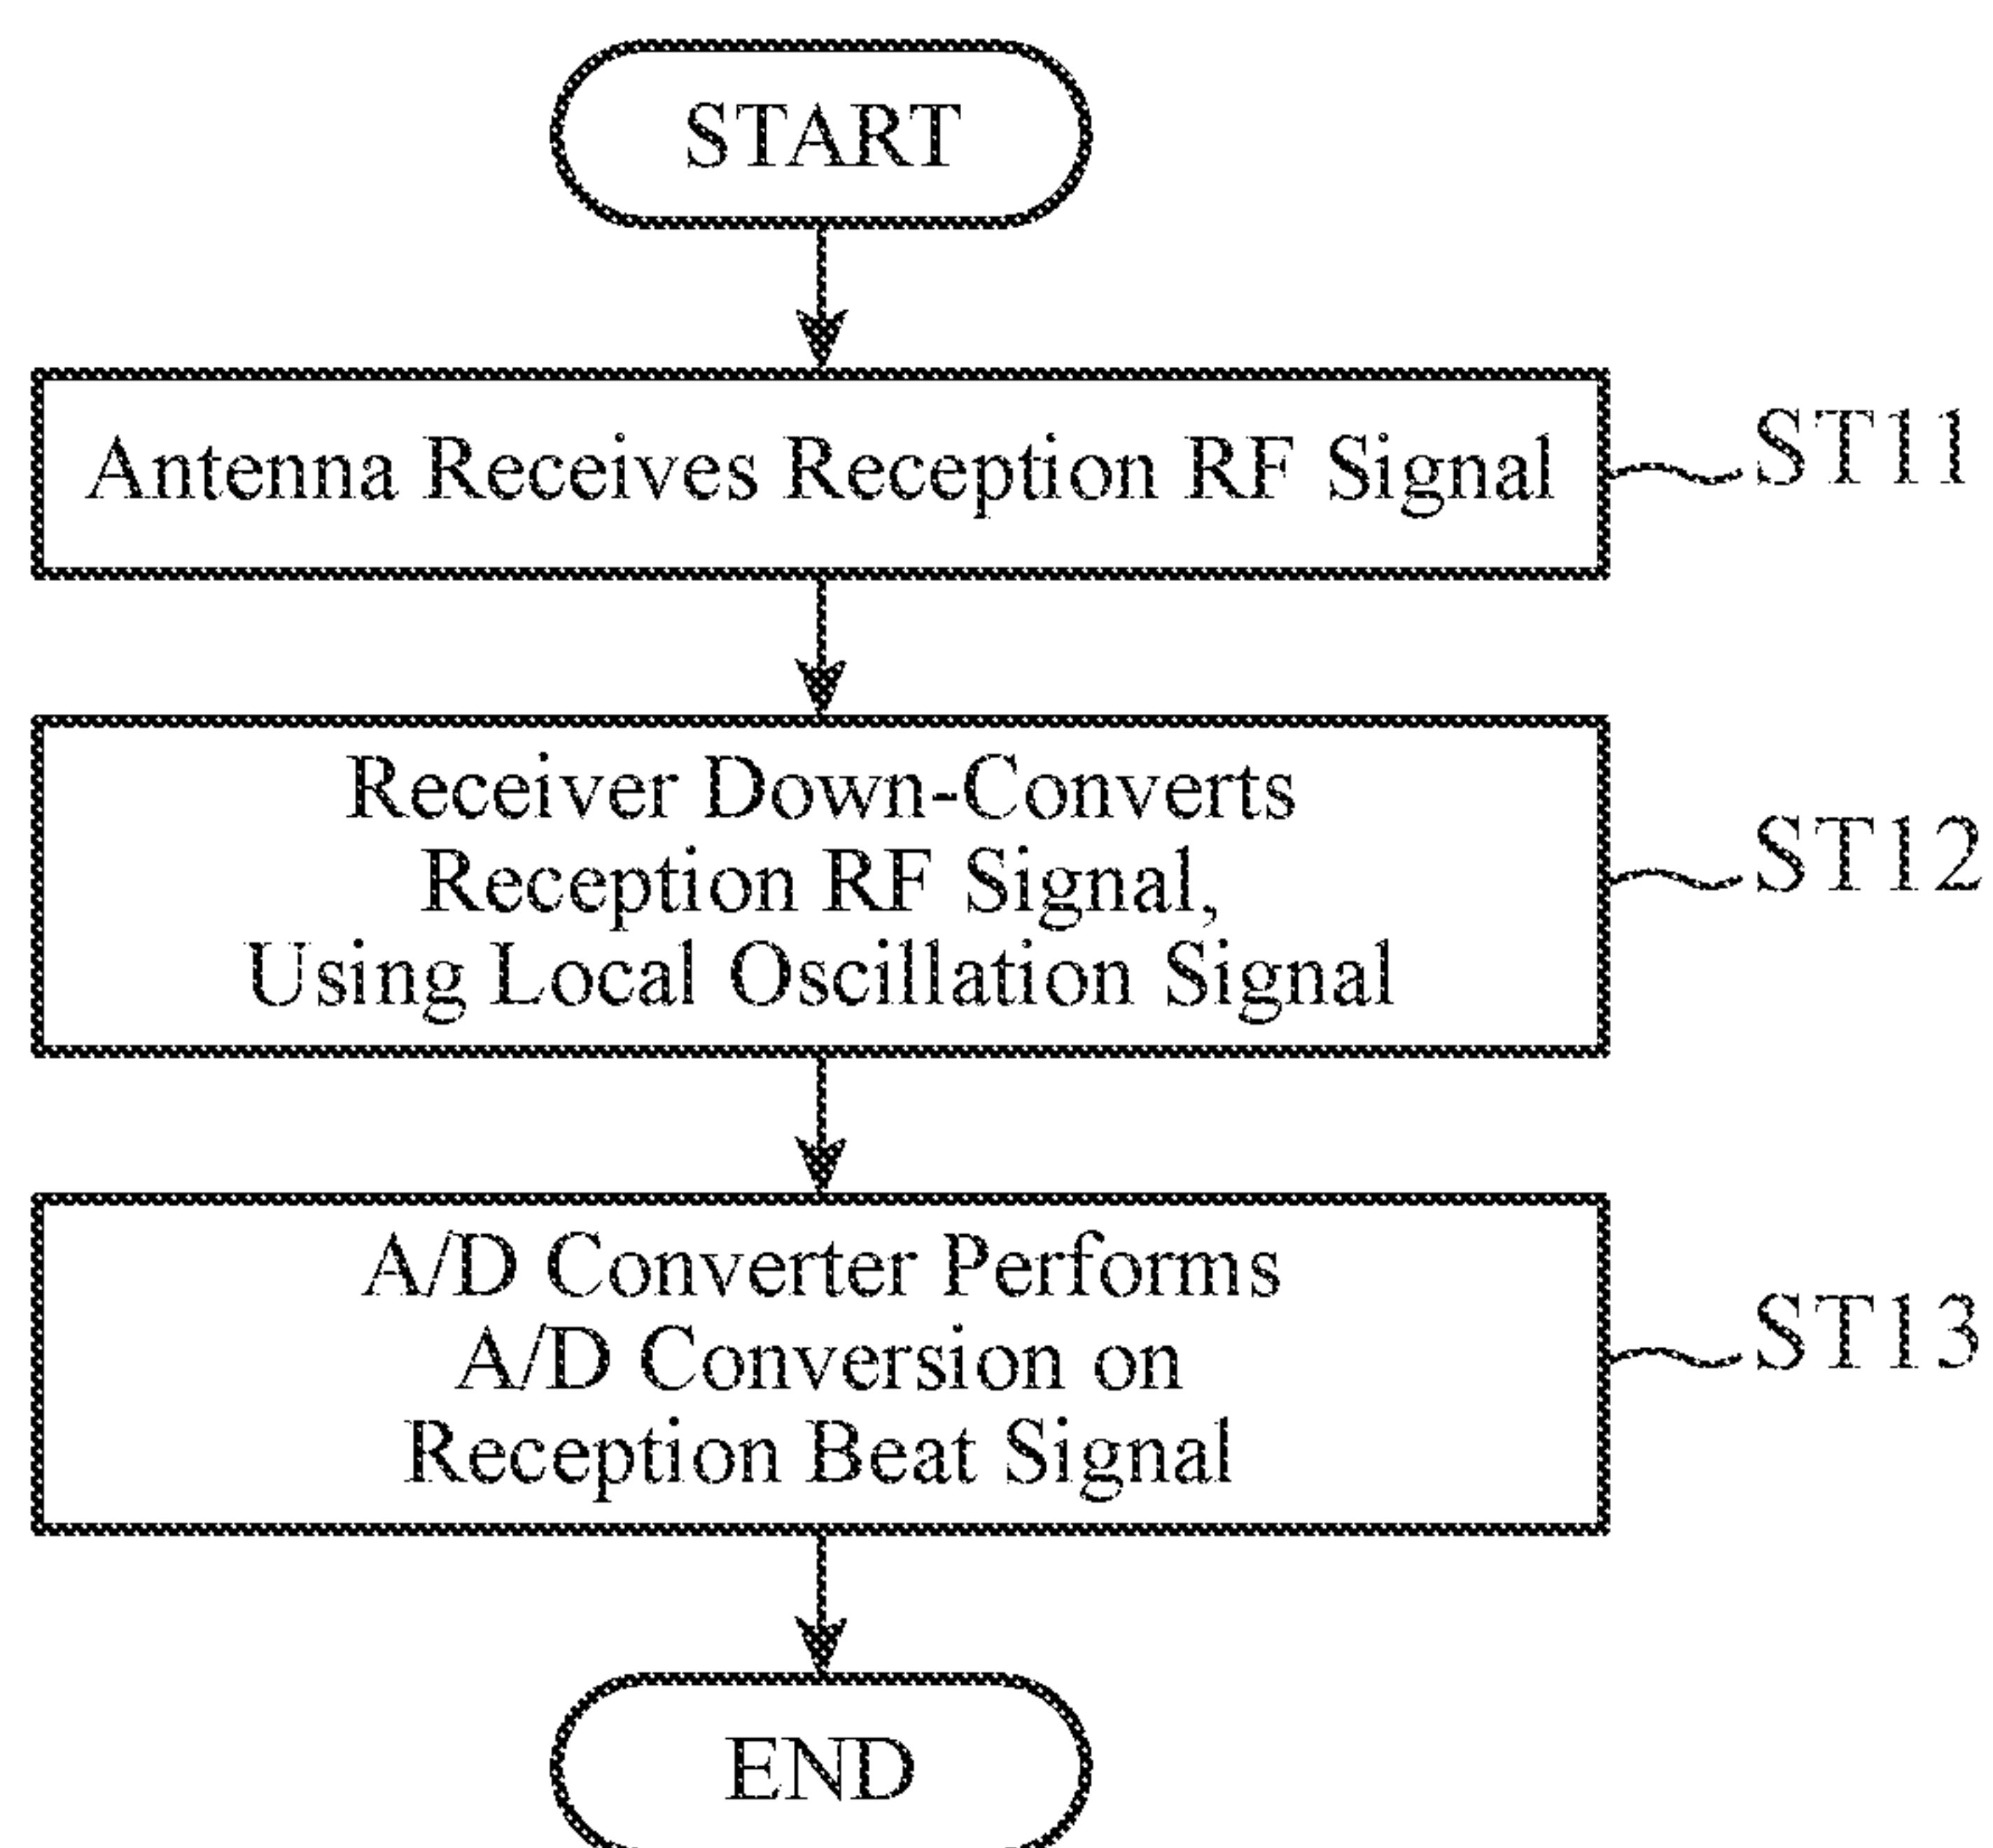 START
Antenna Receives Reception RF Signal
ST11
Receiver Down-Converts
Reception RF Signal,
Using Local Oscillation Signal
ST12
A/D Converter Performs
A/D Conversion on
Reception Beat Signal
ST13
END